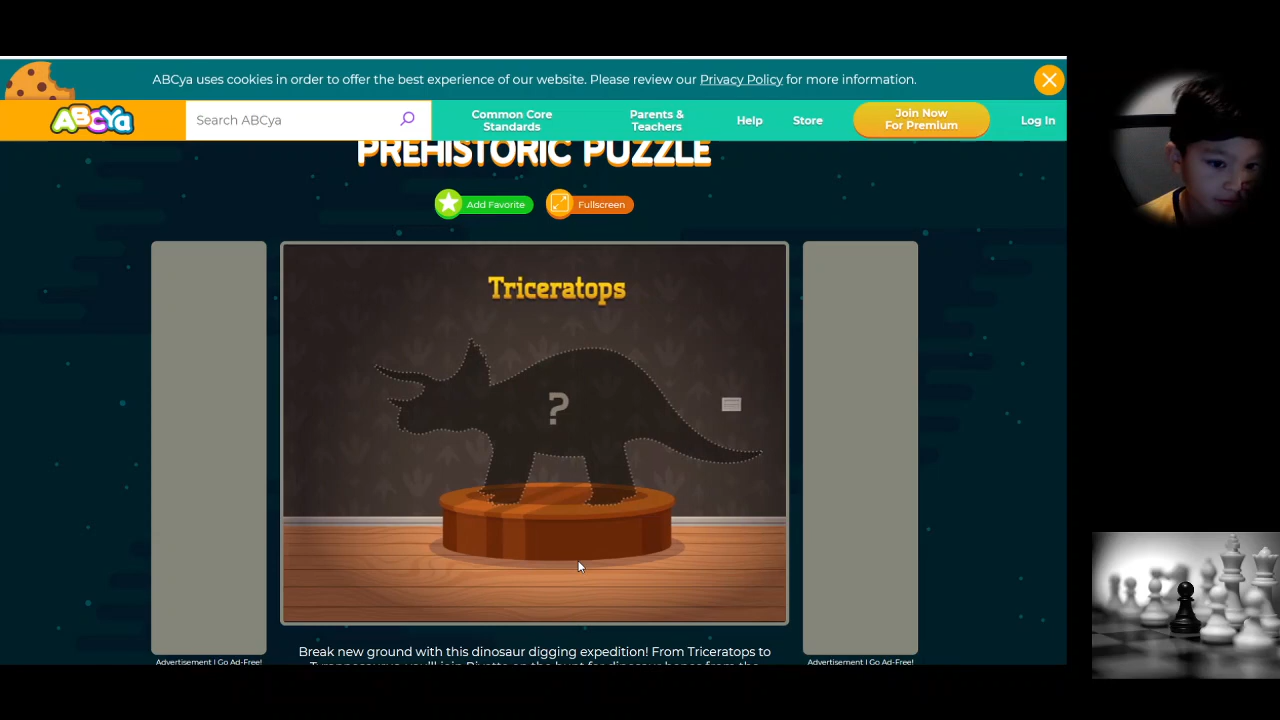 ABCya uses cookies in order to offer the best experience of our website. Please review our Privacy Policy for more information.
ABCya
Search ABCya
Common Core
Standards
Parents &
Teachers
Help
Store
Join Now
For Premium
Log In
PREHISTORIC PUZZLE
Add Favorite
Fullscreen
Triceratops
?
Break new ground with this dinosaur digging expedition! From Triceratops to
Advertisement | Go Ad-Free!
Advertisement | Go Ad-Free!